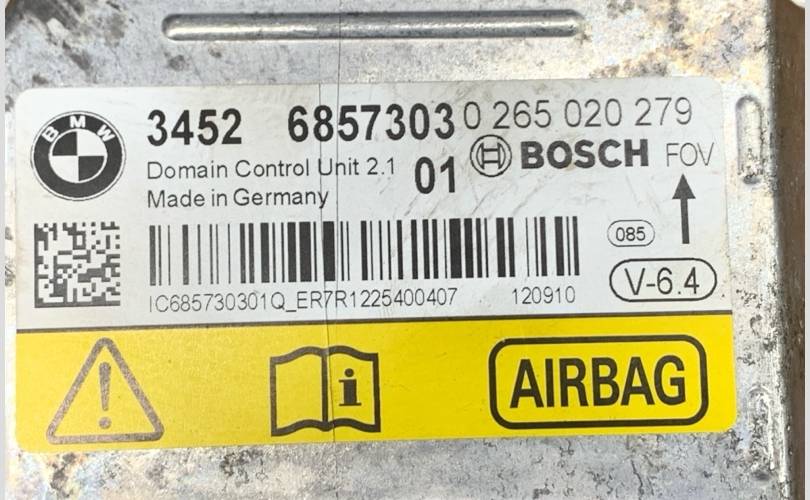 BMW
3452 6857303 0 265 020 279
Domain Control Unit 2.1 01 BOSCH FOV
Made in Germany
085
IC685730301Q_ER7R1225400407 120910
V-6.4
i
AIRBAG